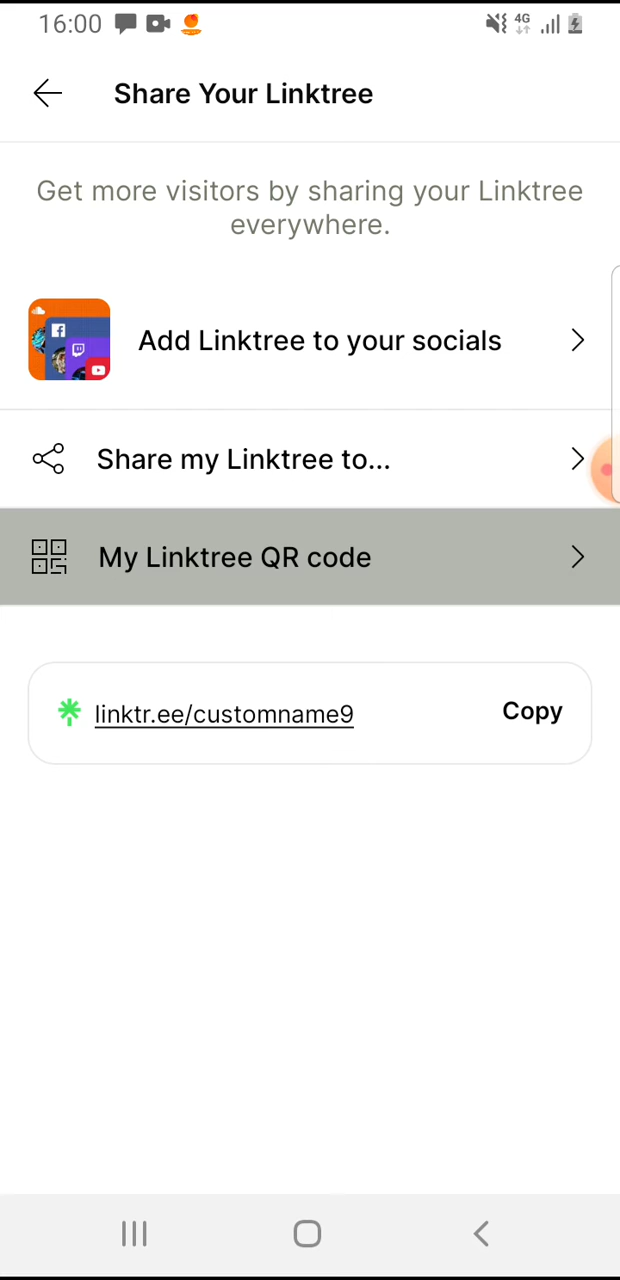 16:00
4G
Share Your Linktree
Get more visitors by sharing your Linktree
everywhere.
Add Linktree to your socials
Share my Linktree to...
My Linktree QR code
linktr.ee/customname9
Copy